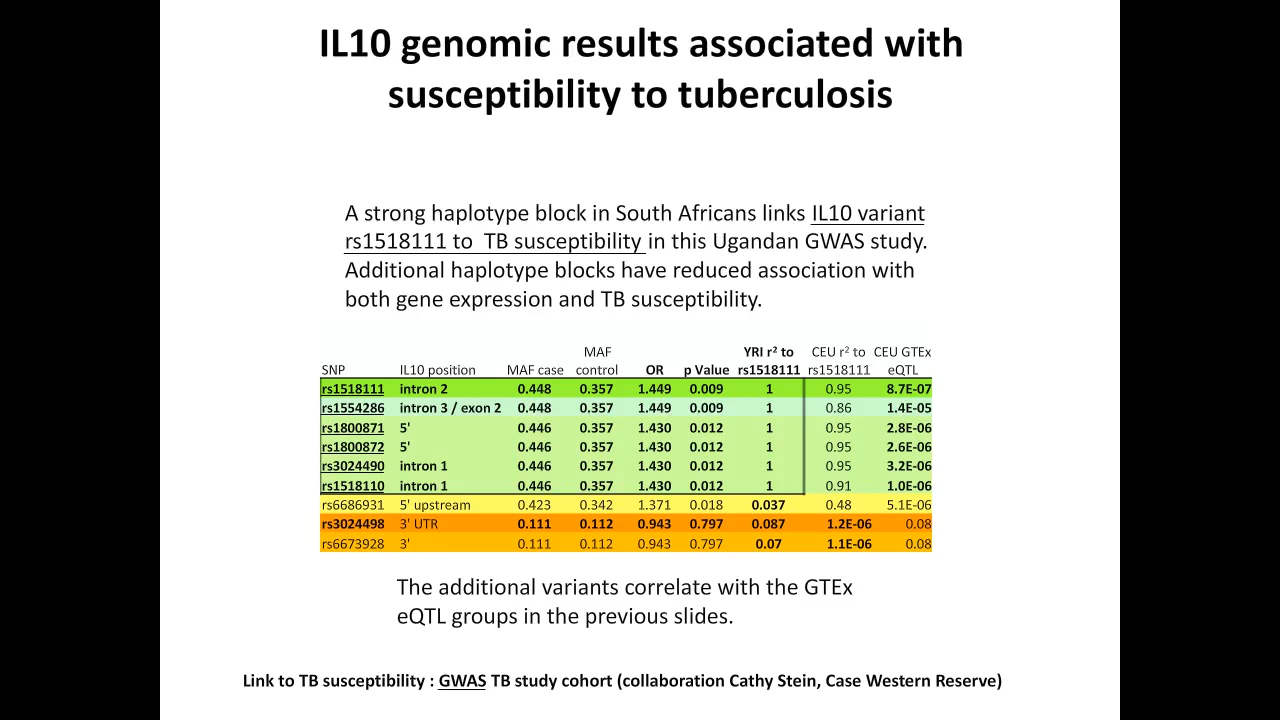 IL10 genomic results associated with
susceptibility to tuberculosis
A strong haplotype block in South Africans links IL10 variant
rs1518111 to  TB susceptibility in this Ugandan GWAS study.
Additional haplotype blocks have reduced association with
both gene expression and TB susceptibility.
MAF YRI r² to CEU r² to CEU GTEx
SNP IL10 position MAF case control OR p Value rs1518111 rs1518111 eQTL
rs1518111 intron 2 0.448 0.357 1.449 0.009 1 0.95 8.7E-07
rs1554286 intron 3 / exon 2 0.448 0.357 1.449 0.009 1 0.86 1.4E-05
rs1800871 5' 0.446 0.357 1.430 0.012 1 0.95 2.8E-06
rs1800872 5' 0.446 0.357 1.430 0.012 1 0.95 2.6E-06
rs3024490 intron 1 0.446 0.357 1.430 0.012 1 0.95 3.2E-06
rs1518110 intron 1 0.446 0.357 1.430 0.012 1 0.91 1.0E-06
rs6686931 5' upstream 0.423 0.342 1.371 0.018 0.037 0.48 5.1E-06
rs3024498 3' UTR 0.111 0.112 0.943 0.797 0.087 1.2E-06 0.08
rs6673928 3' 0.111 0.112 0.943 0.797 0.07 1.1E-06 0.08
The additional variants correlate with the GTEx
eQTL groups in the previous slides.
Link to TB susceptibility : GWAS TB study cohort (collaboration Cathy Stein, Case Western Reserve)